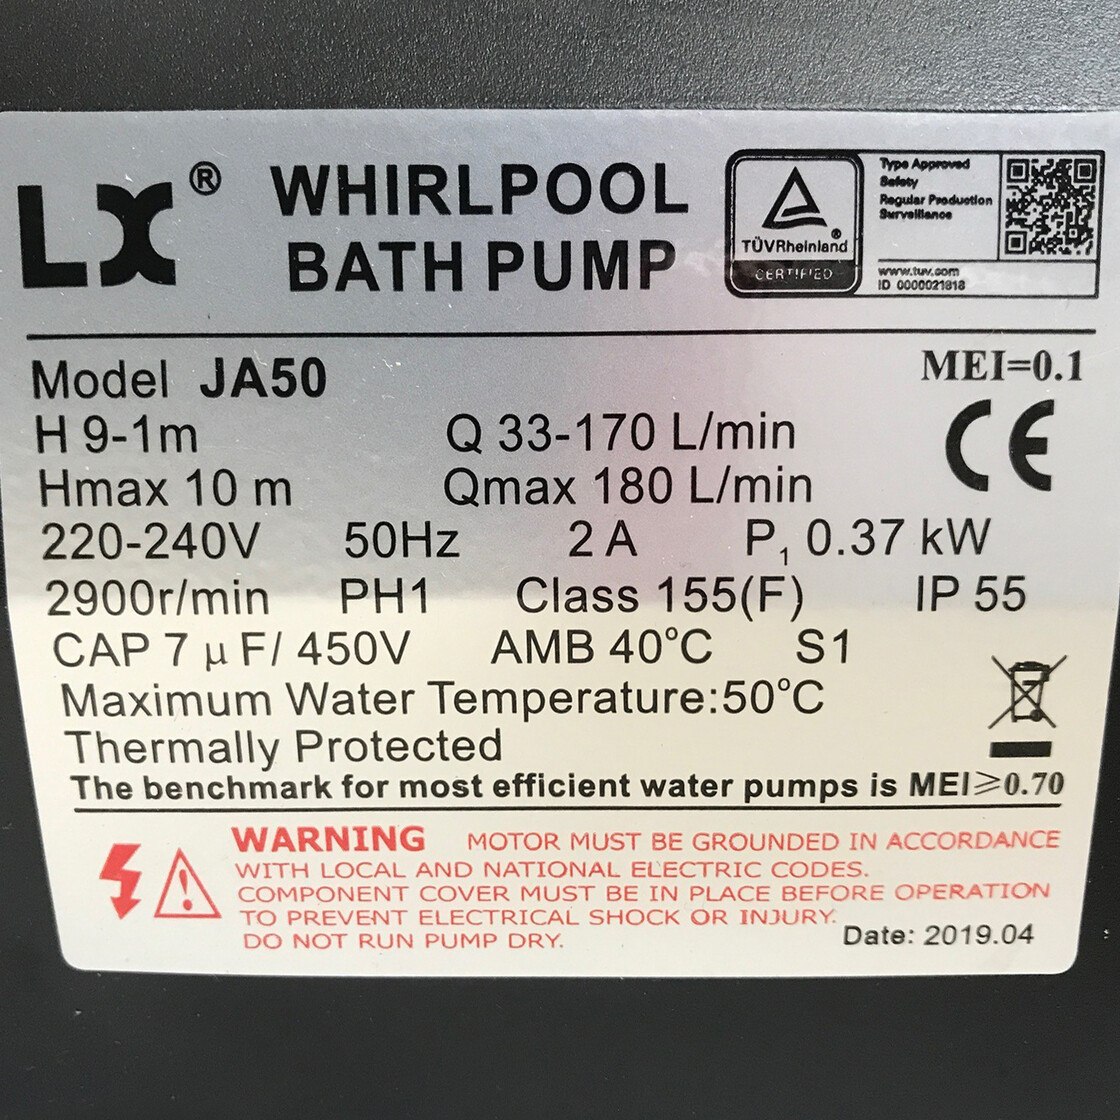 LX® WHIRLPOOL
BATH PUMP
TÜVRheinland®
CERTIFIED
Type Approved
Safety
Regular Production
Surveillance
www.tuv.com
ID 0000021818
Model JA50
MEI=0.1
H 9-1m Q 33-170 L/min
CE
Hmax 10 m Qmax 180 L/min
220-240V 50Hz 2 A P₁ 0.37 kW
2900r/min PH1 Class 155(F) IP 55
CAP 7 μF/ 450V AMB 40°C S1
Maximum Water Temperature:50°C
Thermally Protected
The benchmark for most efficient water pumps is MEI≥0.70
WARNING MOTOR MUST BE GROUNDED IN ACCORDANCE
WITH LOCAL AND NATIONAL ELECTRIC CODES.
COMPONENT COVER MUST BE IN PLACE BEFORE OPERATION
TO PREVENT ELECTRICAL SHOCK OR INJURY.
DO NOT RUN PUMP DRY.
Date: 2019.04